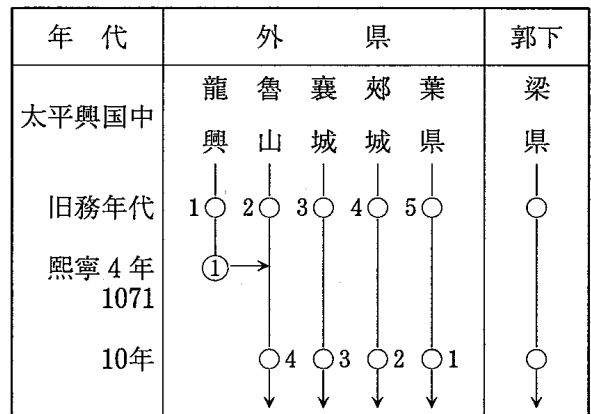 年 代 外 県 郭下
太平興国中 龍興 魯山 襄城 郟城 葉県 梁県
旧務年代 1 2 3 4 5
熙寧4年 ①
1071
10年 4 3 2 1